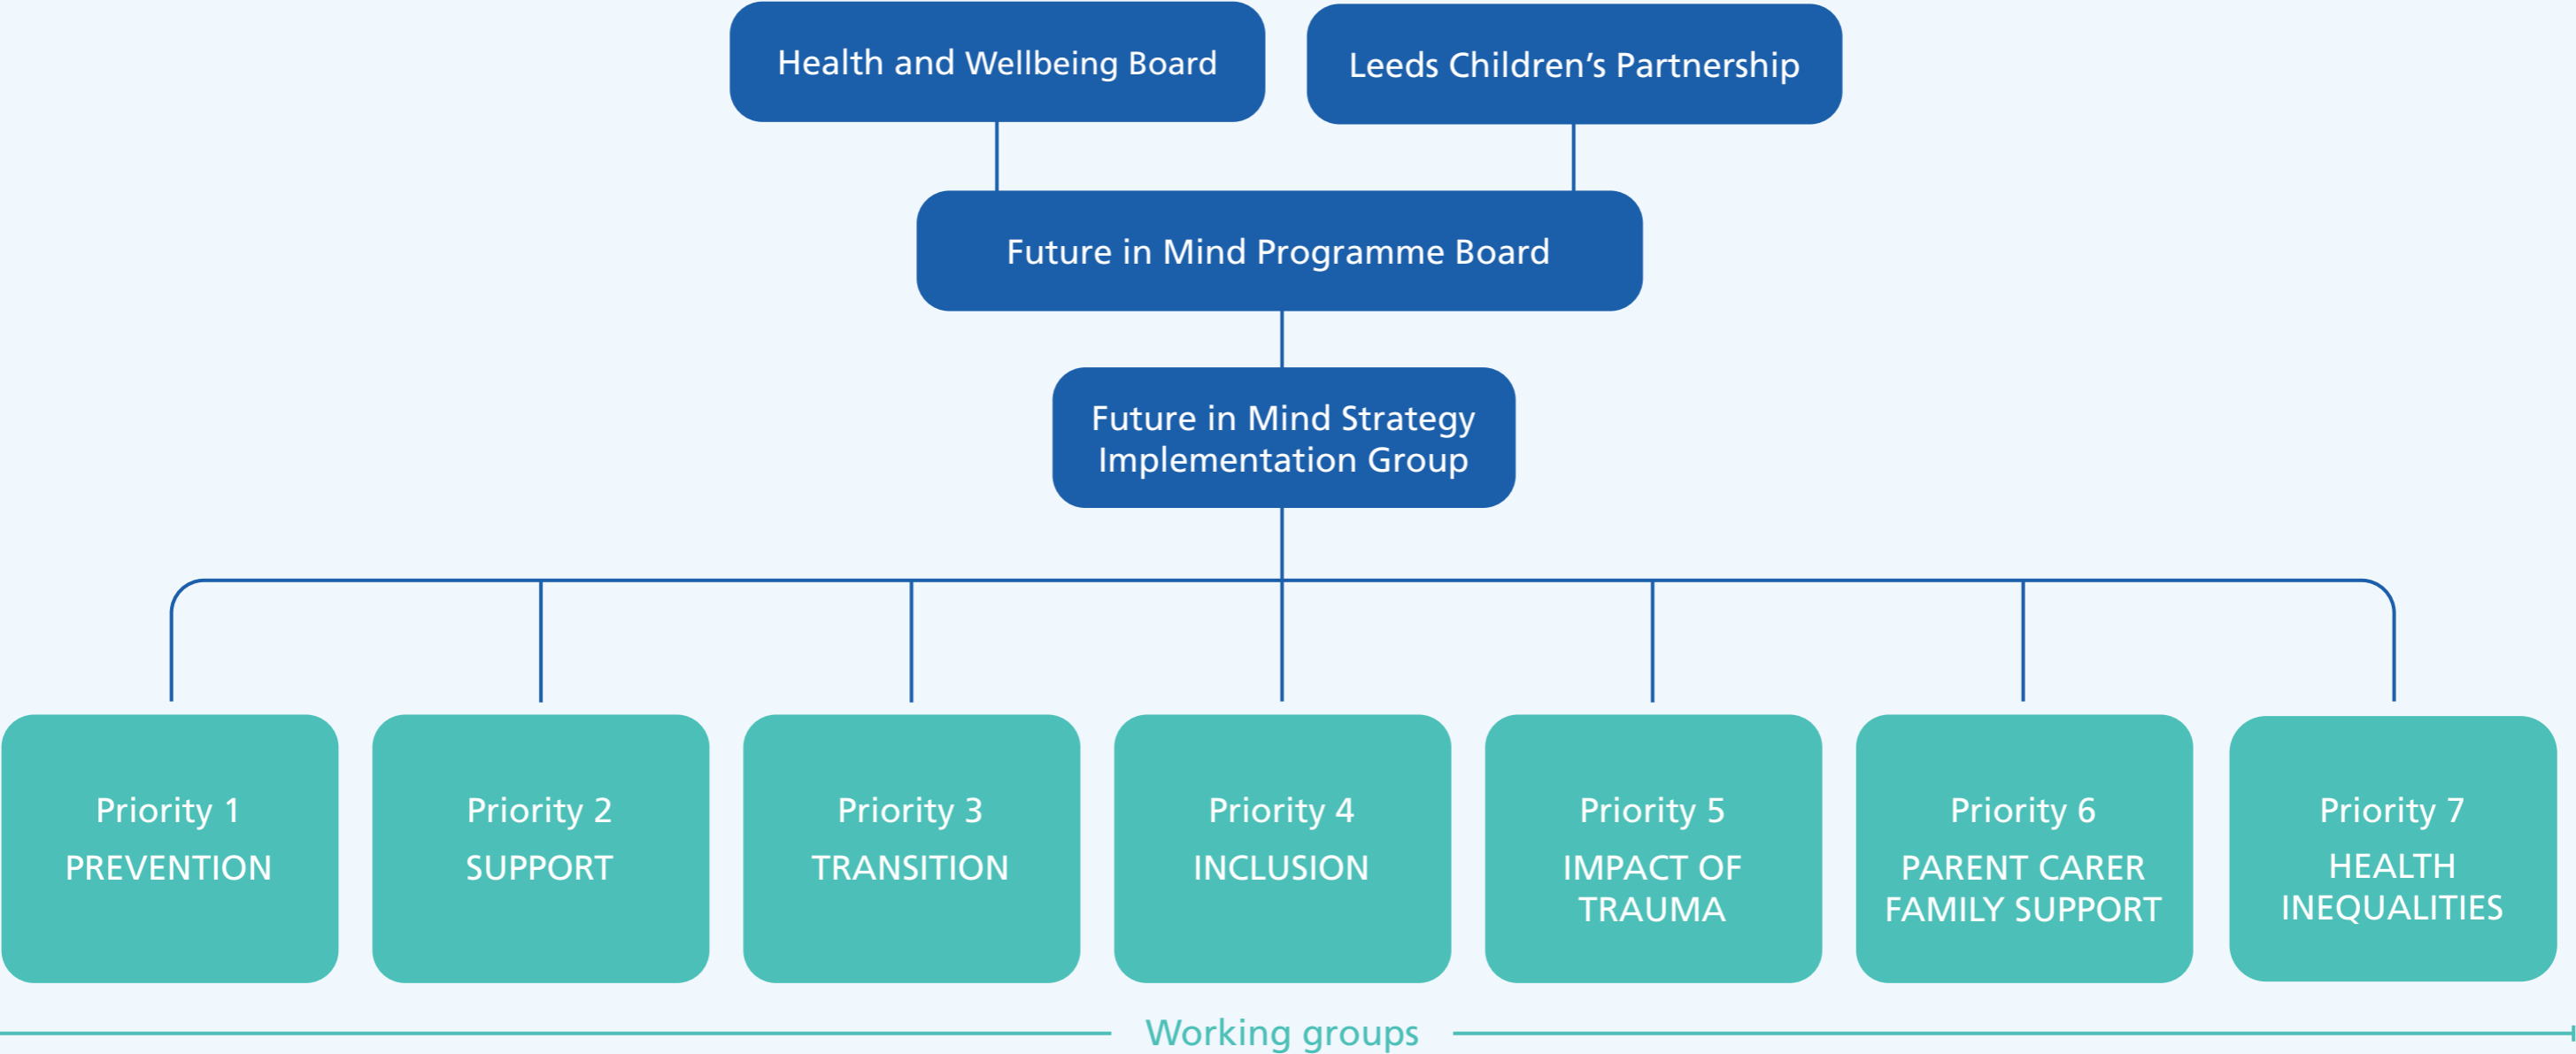 Health and Wellbeing Board
Leeds Children’s Partnership
Future in Mind Programme Board
Future in Mind Strategy
Implementation Group
Priority 1
PREVENTION
Priority 2
SUPPORT
Priority 3
TRANSITION
Priority 4
INCLUSION
Priority 5
IMPACT OF
TRAUMA
Priority 6
PARENT CARER
FAMILY SUPPORT
Priority 7
HEALTH
INEQUALITIES
Working groups